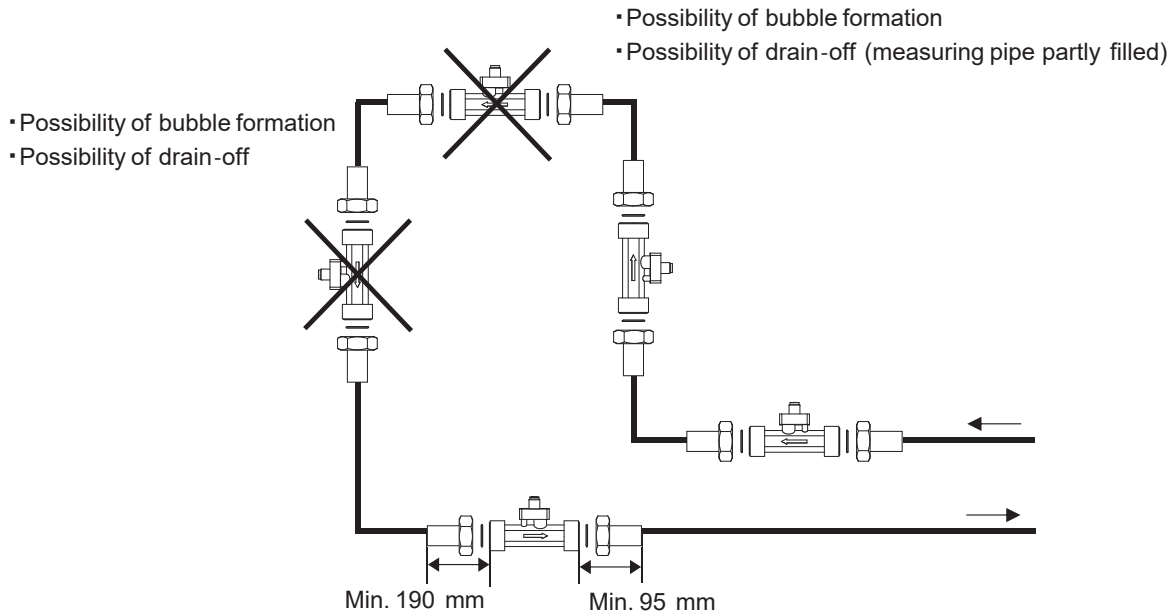 ・Possibility of bubble formation
・Possibility of drain-off (measuring pipe partly filled)
・Possibility of bubble formation
・Possibility of drain-off
Min. 190 mm
Min. 95 mm